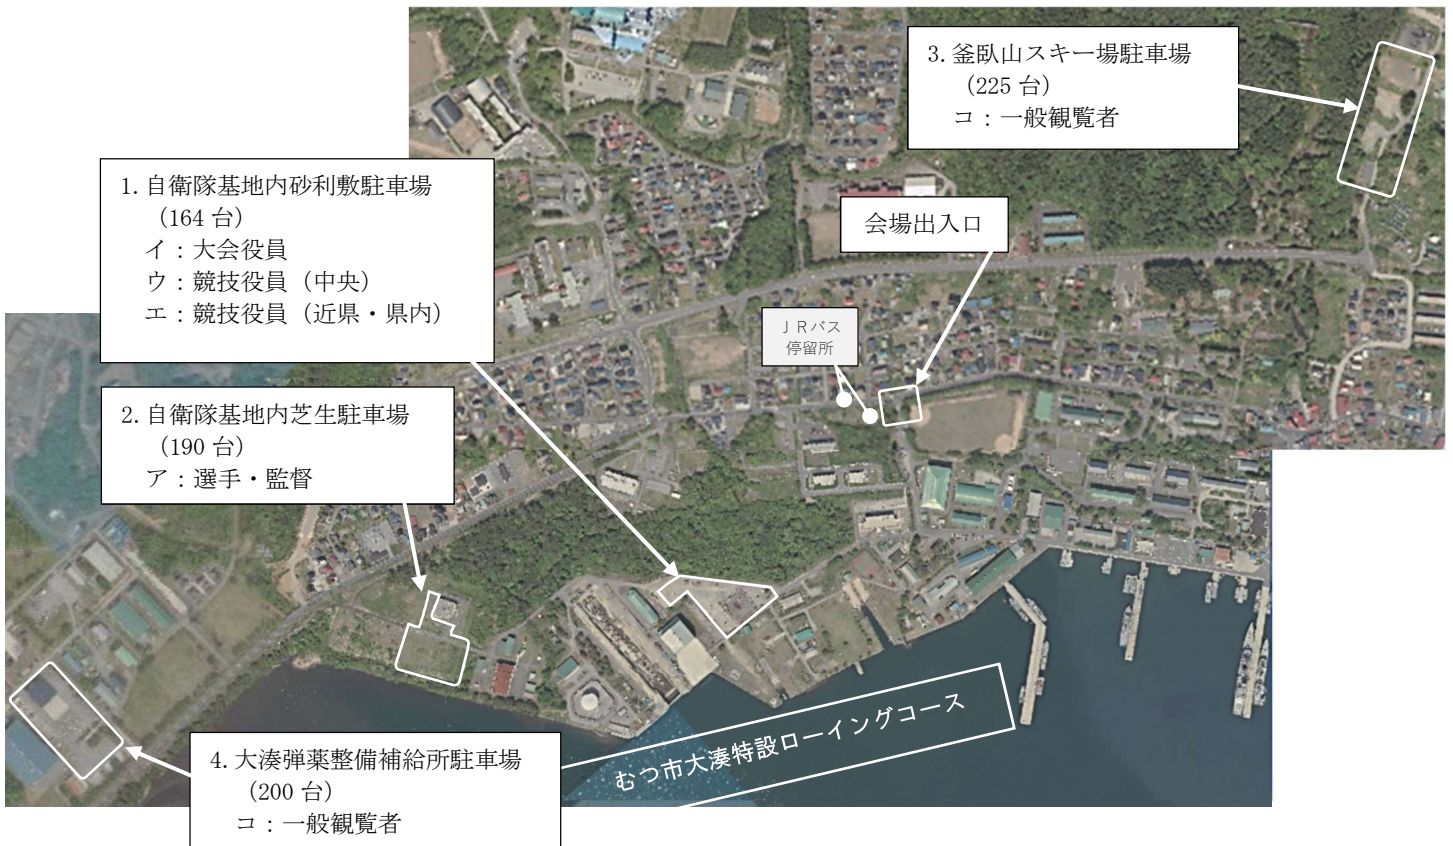 3. 釜臥山スキー場駐車場
（225 台）
コ：一般観覧者
1. 自衛隊基地内砂利敷駐車場
（164 台）
イ：大会役員
ウ：競技役員（中央）
エ：競技役員（近県・県内）
会場出入口
ＪＲバス
停留所
2. 自衛隊基地内芝生駐車場
（190 台）
ア：選手・監督
むつ市大湊特設ローイングコース
4. 大湊弾薬整備補給所駐車場
（200 台）
コ：一般観覧者